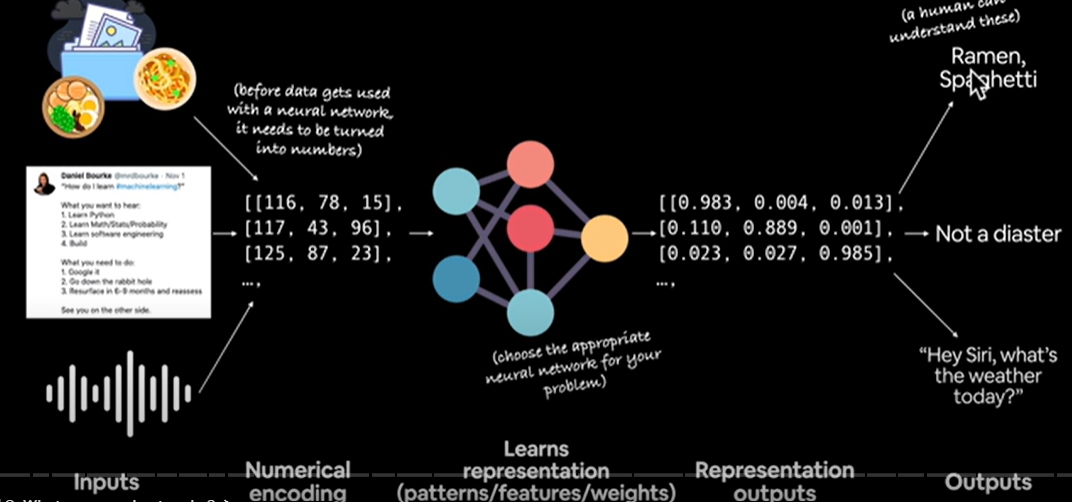 (a human can
understand these)
Ramen,
Spaghetti
(before data gets used
with a neural network,
it needs to be turned
into numbers)
Daniel Bourke @mrdbourke · Nov 1
"How do I learn #machinelearning?"
What you want to hear:
1. Learn Python
2. Learn Math/Stats/Probability
3. Learn software engineering
4. Build
What you need to do:
1. Google it
2. Go down the rabbit hole
3. Resurface in 6-9 months and reassess
See you on the other side.
[[116, 78, 15],
[117, 43, 96],
[125, 87, 23],
…,
[[0.983, 0.004, 0.013],
[0.110, 0.889, 0.001],
[0.023, 0.027, 0.985],
…,
Not a diaster
(choose the appropriate
neural network for your
problem)
“Hey Siri, what’s
the weather
today?”
Inputs
Numerical
encoding
Learns
representation
(patterns/features/weights)
Representation
outputs
Outputs